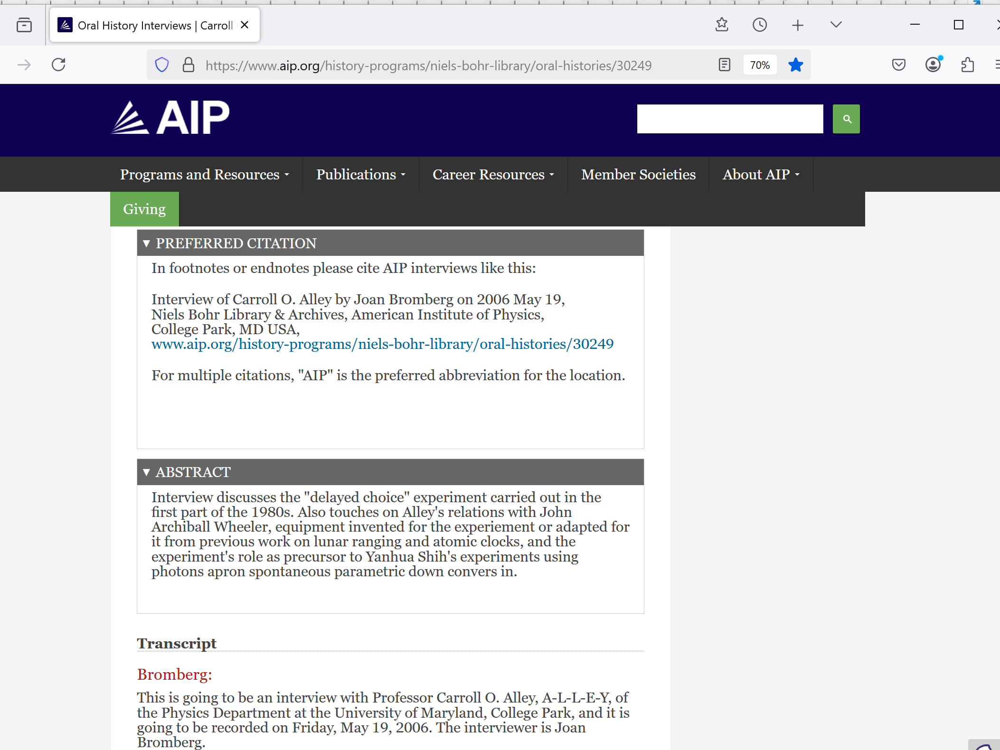 Oral History Interviews | Carroll
https://www.aip.org/history-programs/niels-bohr-library/oral-histories/30249
70%
AIP
Programs and Resources
Publications
Career Resources
Member Societies
About AIP
Giving
PREFERRED CITATION
In footnotes or endnotes please cite AIP interviews like this:
Interview of Carroll O. Alley by Joan Bromberg on 2006 May 19,
Niels Bohr Library & Archives, American Institute of Physics,
College Park, MD USA,
www.aip.org/history-programs/niels-bohr-library/oral-histories/30249
For multiple citations, "AIP" is the preferred abbreviation for the location.
ABSTRACT
Interview discusses the "delayed choice" experiment carried out in the
first part of the 1980s. Also touches on Alley's relations with John
Archiball Wheeler, equipment invented for the experiement or adapted for
it from previous work on lunar ranging and atomic clocks, and the
experiment's role as precursor to Yanhua Shih's experiments using
photons apron spontaneous parametric down convers in.
Transcript
Bromberg:
This is going to be an interview with Professor Carroll O. Alley, A-L-L-E-Y, of
the Physics Department at the University of Maryland, College Park, and it is
going to be recorded on Friday, May 19, 2006. The interviewer is Joan
Bromberg.